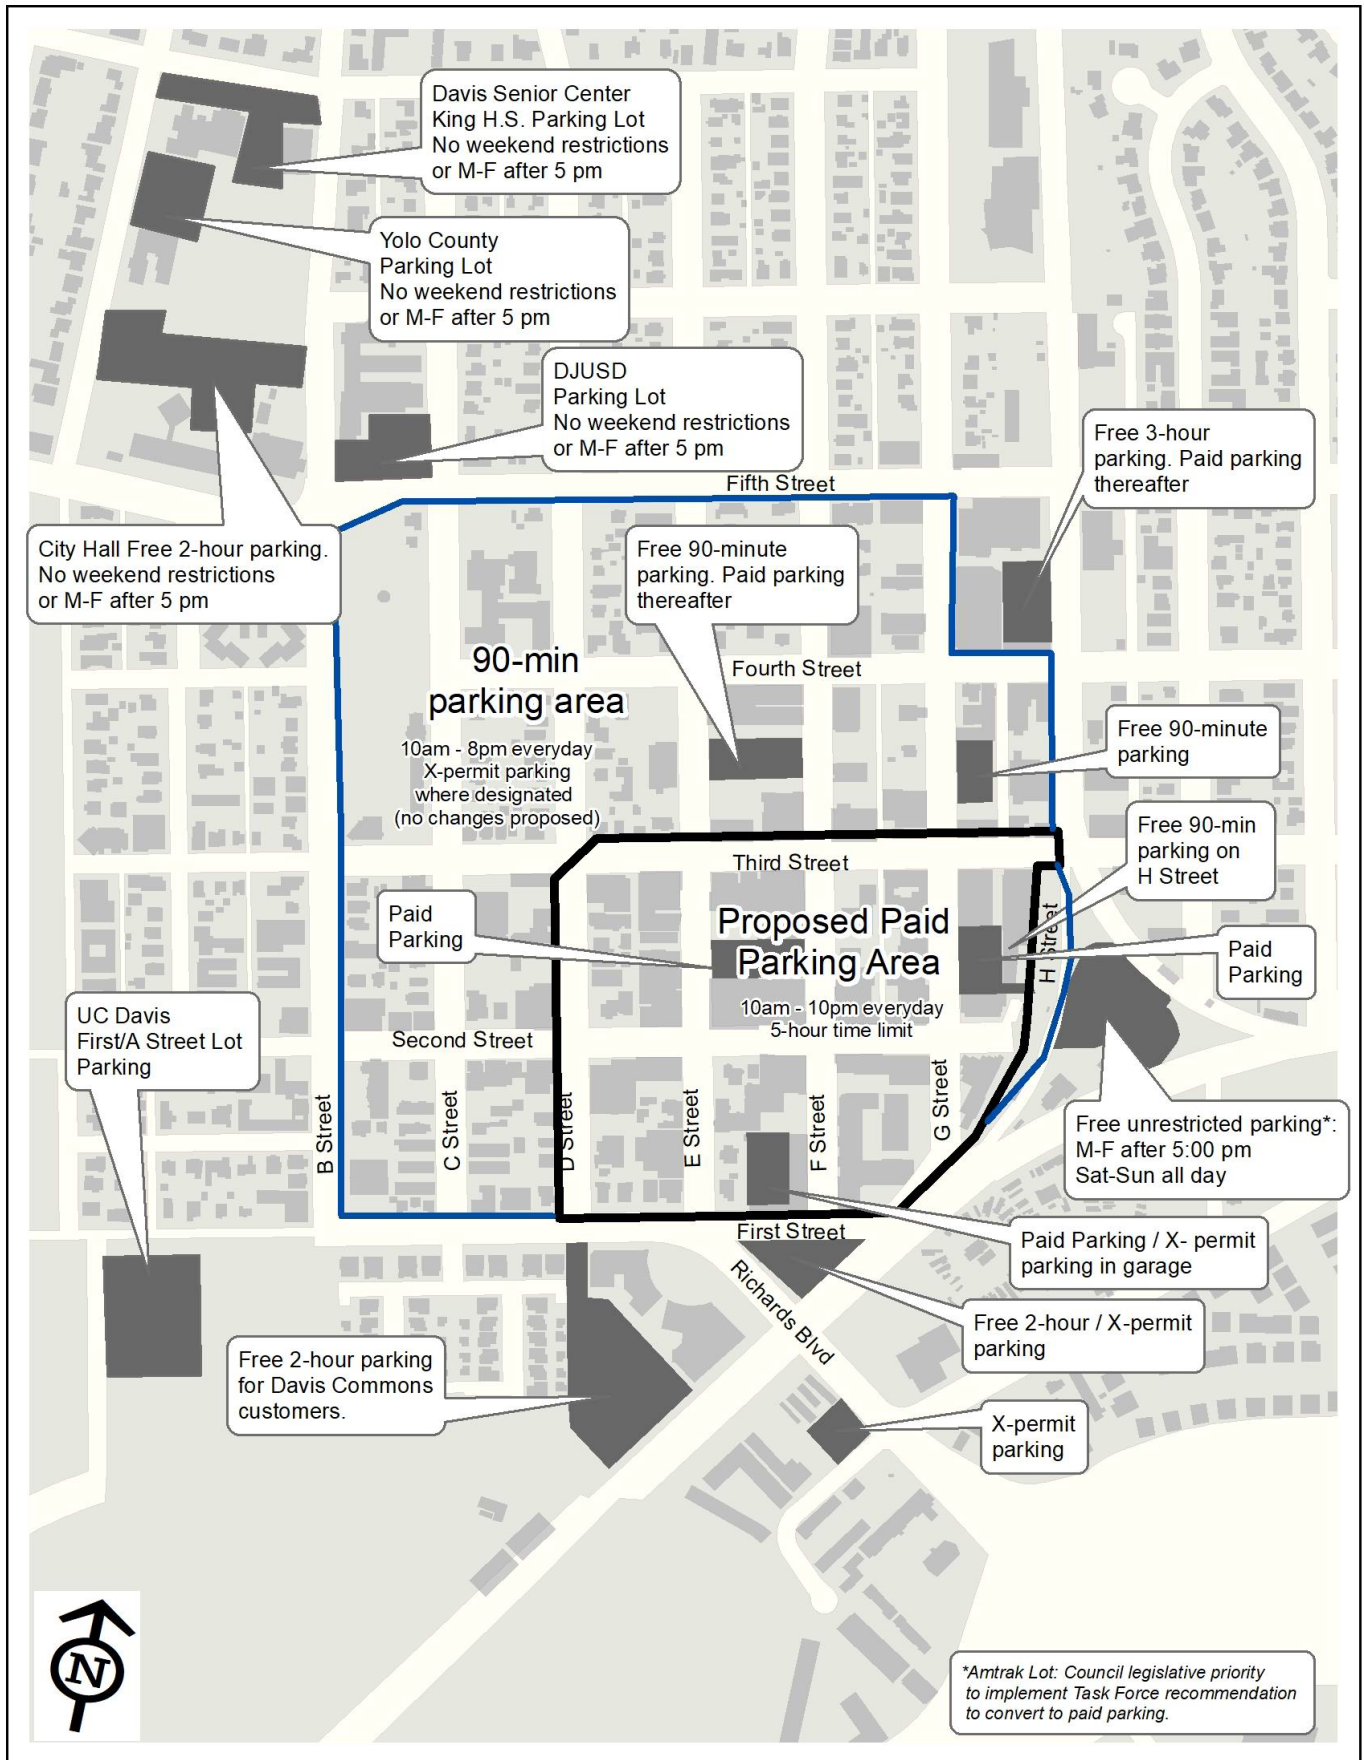 Davis Senior Center
King H.S. Parking Lot
No weekend restrictions
or M-F after 5 pm
Yolo County
Parking Lot
No weekend restrictions
or M-F after 5 pm
DJUSD
Parking Lot
No weekend restrictions
or M-F after 5 pm
Free 3-hour
parking. Paid parking
thereafter
Fifth Street
City Hall Free 2-hour parking.
No weekend restrictions
or M-F after 5 pm
Free 90-minute
parking. Paid parking
thereafter
90-min
parking area
10am - 8pm everyday
X-permit parking
where designated
(no changes proposed)
Fourth Street
Free 90-minute
parking
Free 90-min
parking on
H Street
Third Street
Paid
Parking
Proposed Paid
Parking Area
10am - 10pm everyday
5-hour time limit
H Street
Paid
Parking
UC Davis
First/A Street Lot
Parking
Second Street
B Street
C Street
D Street
E Street
F Street
G Street
Free unrestricted parking*:
M-F after 5:00 pm
Sat-Sun all day
First Street
Paid Parking / X- permit
parking in garage
Richards Blvd
Free 2-hour / X-permit
parking
Free 2-hour parking
for Davis Commons
customers.
X-permit
parking
N
*Amtrak Lot: Council legislative priority
to implement Task Force recommendation
to convert to paid parking.